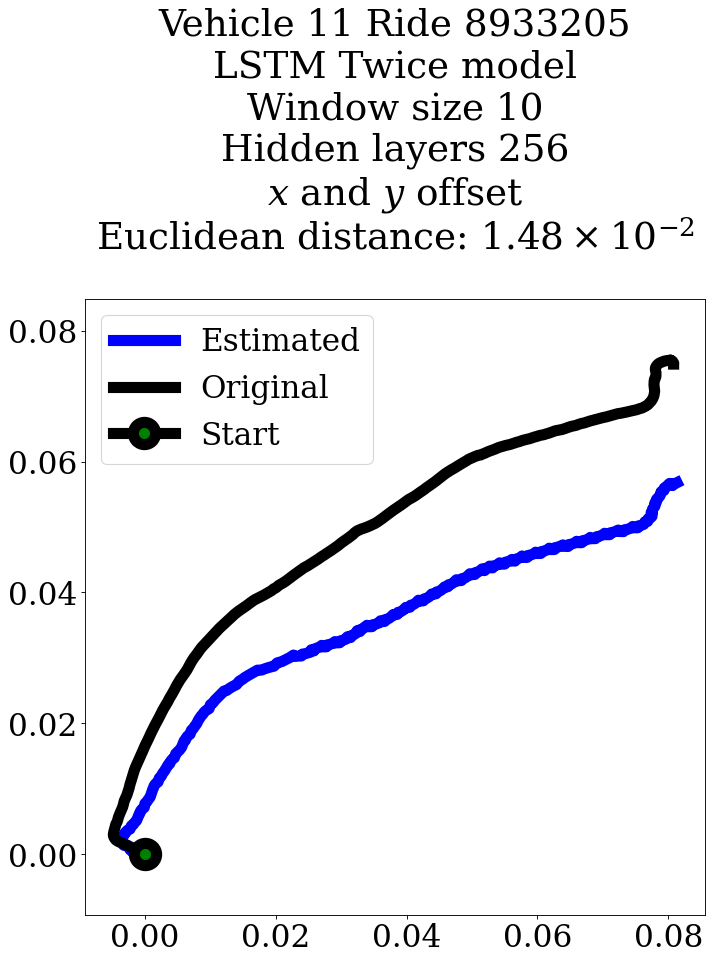 Vehicle 11 Ride 8933205
LSTM Twice model
Window size 10
Hidden layers 256
x and y offset
Euclidean distance: 1.48 × 10⁻²
Estimated
Original
Start
0.08
0.06
0.04
0.02
0.00
0.00 0.02 0.04 0.06 0.08